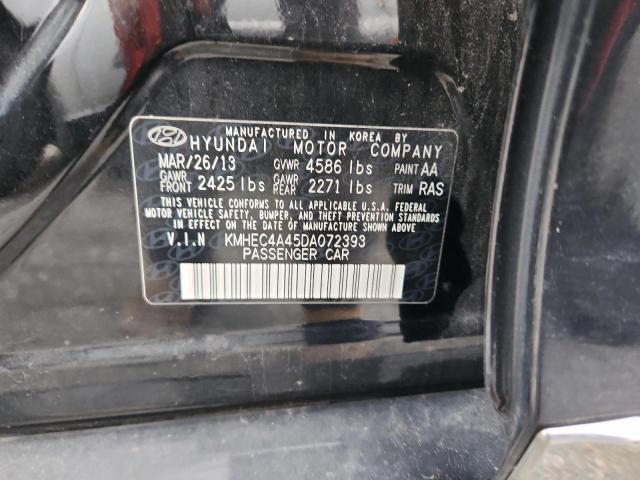 MANUFACTURED IN KOREA BY
HYUNDAI MOTOR COMPANY
MAR/26/13 GVWR 4586 lbs PAINT AA
GAWR FRONT 2425 lbs GAWR REAR 2271 lbs TRIM RAS
THIS VEHICLE CONFORMS TO ALL APPLICABLE U.S.A. FEDERAL
MOTOR VEHICLE SAFETY, BUMPER, AND THEFT PREVENTION STANDARDS
IN EFFECT ON THE DATE OF MANUFACTURE SHOWN ABOVE.
V.I.N KMHEC4A45DA072393
PASSENGER CAR